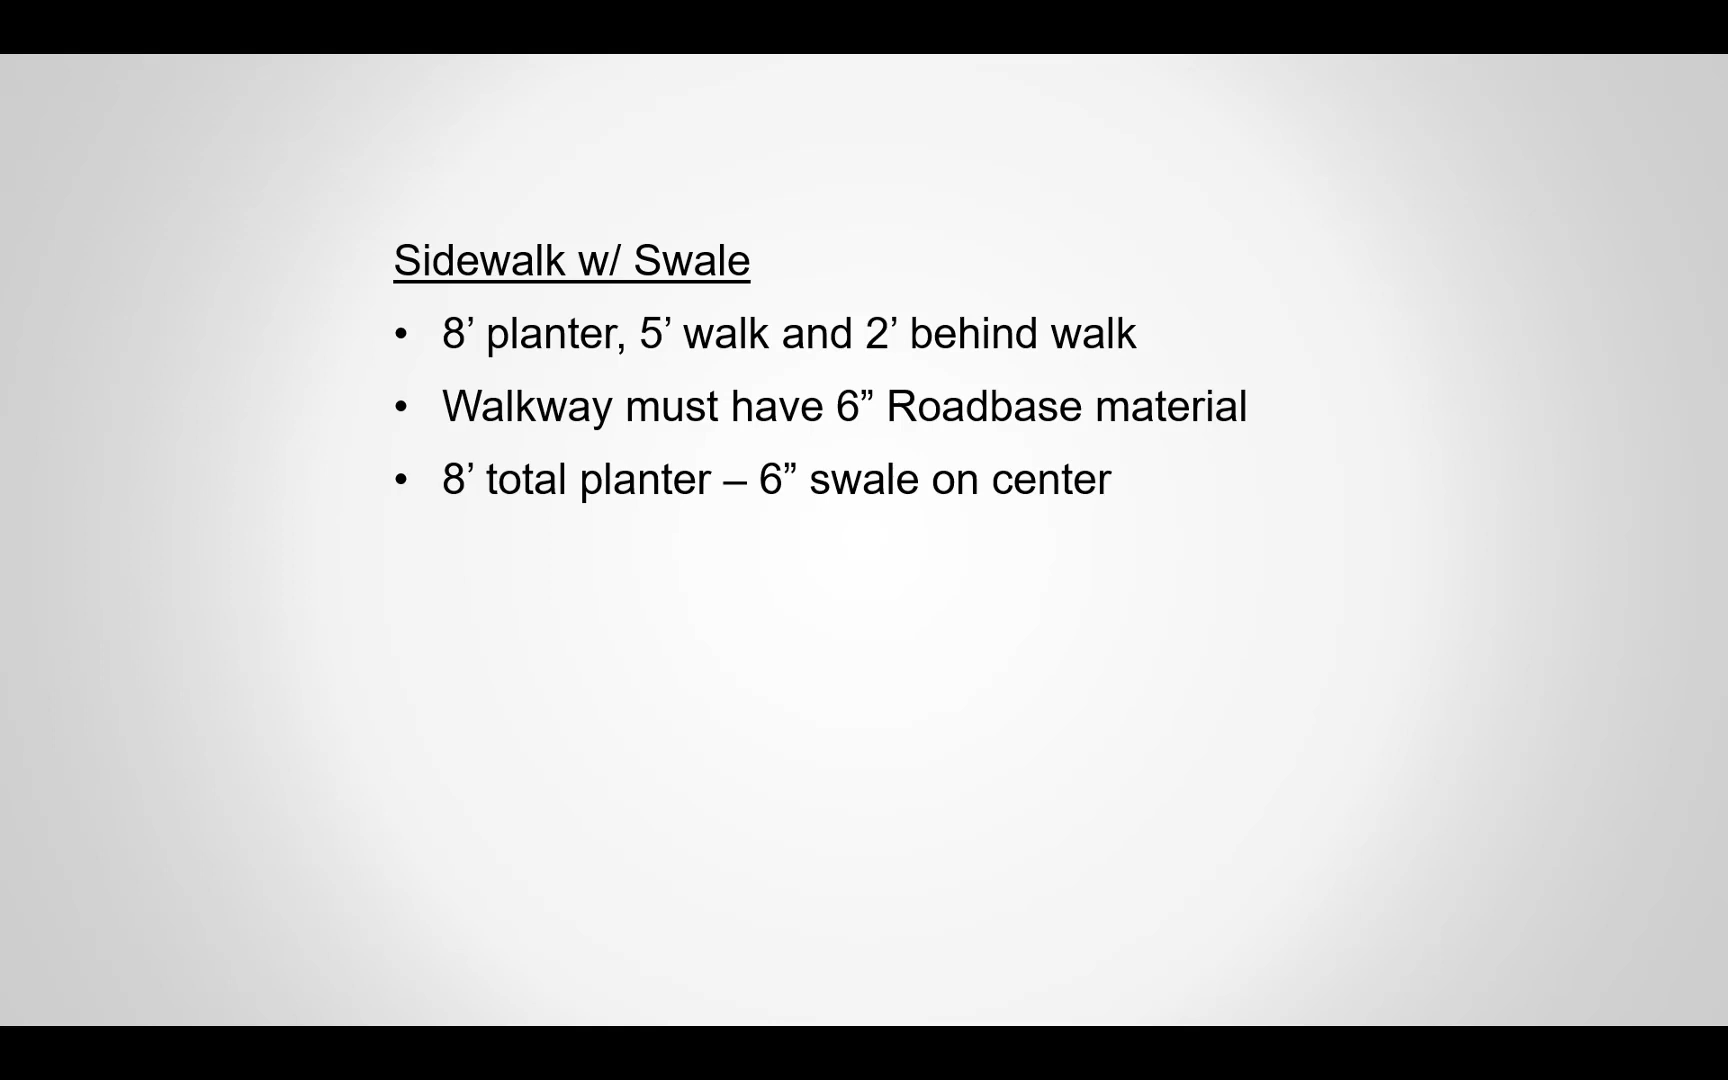 Sidewalk w/ Swale
• 8’ planter, 5’ walk and 2’ behind walk
• Walkway must have 6” Roadbase material
• 8’ total planter – 6” swale on center